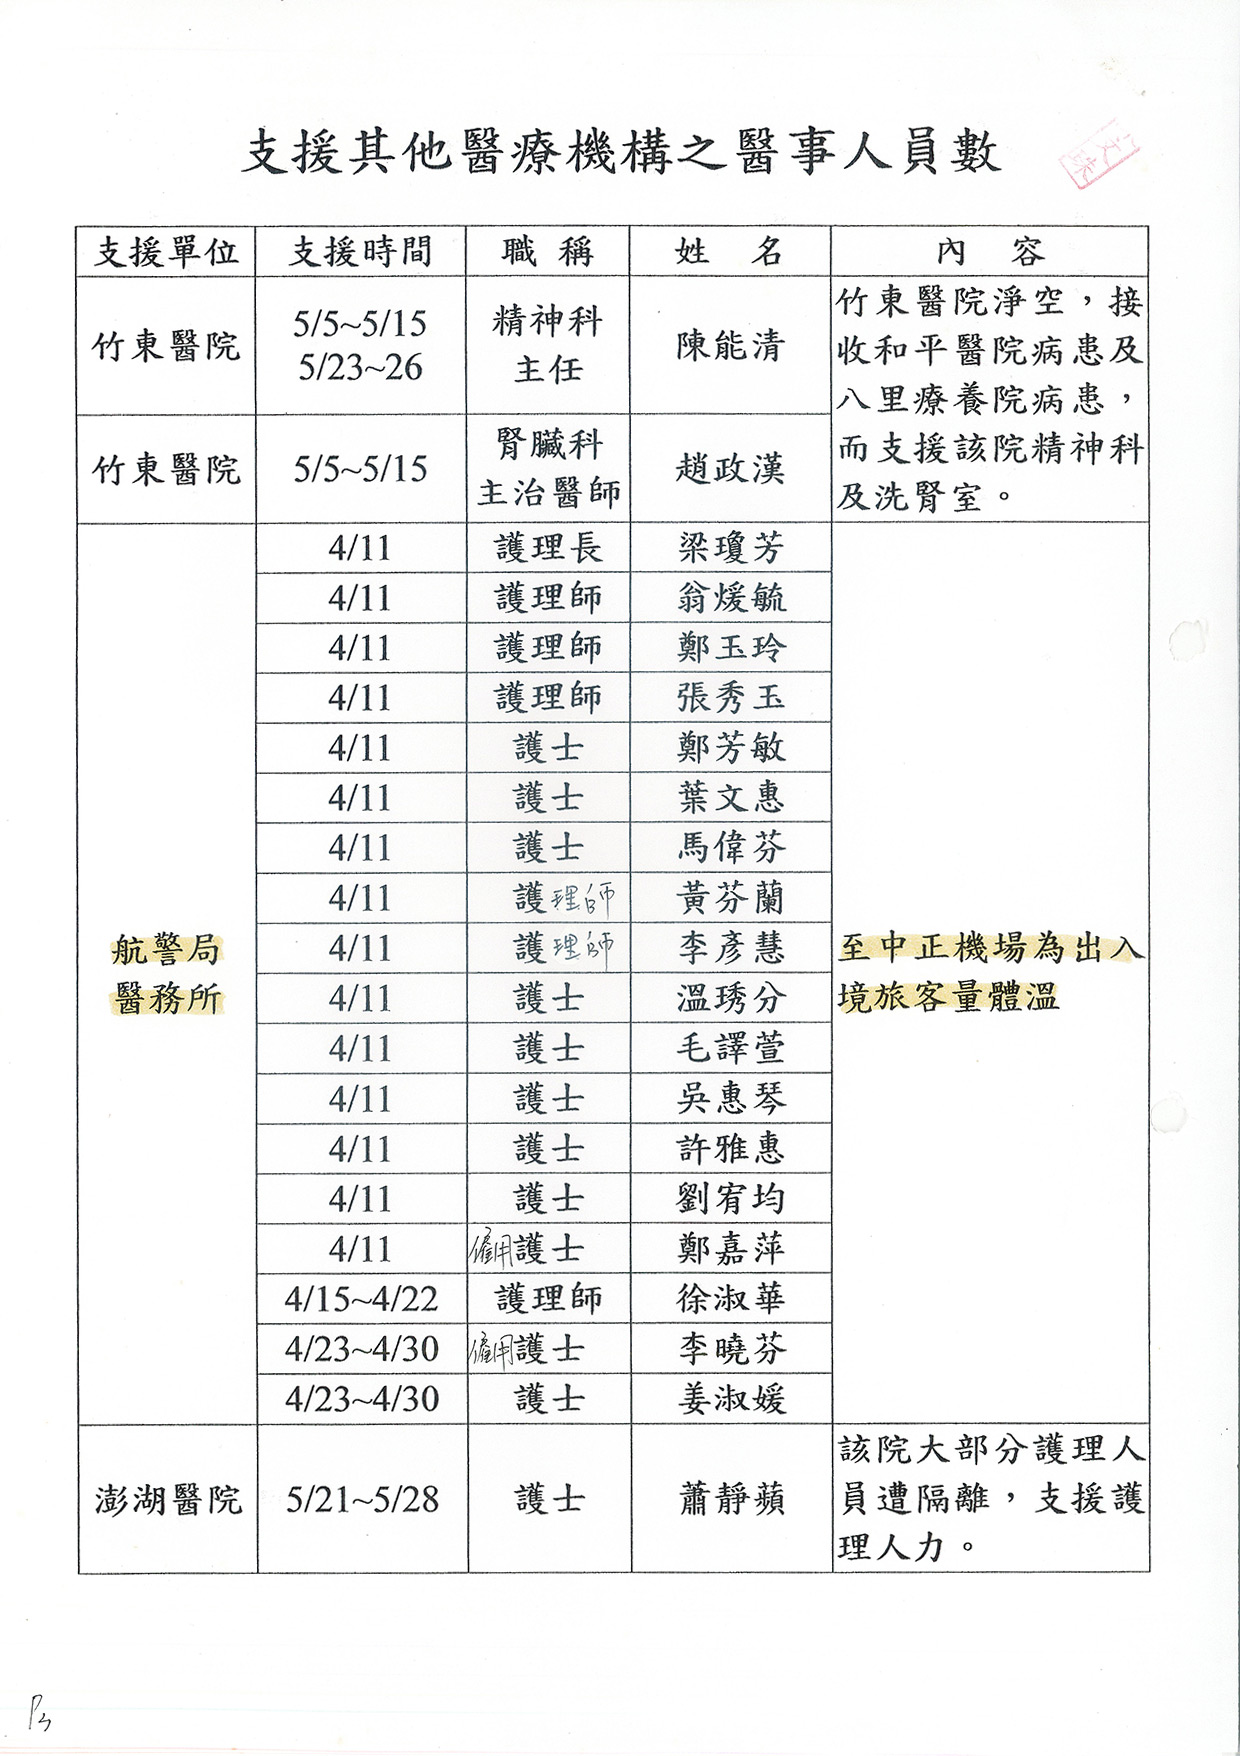 支援其他醫療機構之醫事人員數
支援單位 支援時間 職稱 姓名 內容
竹東醫院 5/5~5/15 5/23~26 精神科主任 陳能清
竹東醫院 5/5~5/15 腎臟科主治醫師 趙政漢
竹東醫院淨空，接
收和平醫院病患及
八里療養院病患，
而支援該院精神科
及洗腎室。
航警局
醫務所
4/11 護理長 梁瓊芳
4/11 護理師 翁煖毓
4/11 護理師 鄭玉玲
4/11 護理師 張秀玉
4/11 護士 鄭芳敏
4/11 護士 葉文惠
4/11 護士 馬偉芬
4/11 護理師 黃芬蘭
4/11 護理師 李彥慧
4/11 護士 溫琇分
4/11 護士 毛譯萱
4/11 護士 吳惠琴
4/11 護士 許雅惠
4/11 護士 劉宥均
4/11 僱用護士 鄭嘉萍
4/15~4/22 護理師 徐淑華
4/23~4/30 僱用護士 李曉芬
4/23~4/30 護士 姜淑媛
至中正機場為出入
境旅客量體溫
澎湖醫院 5/21~5/28 護士 蕭靜蘋
該院大部分護理人
員遭隔離，支援護
理人力。